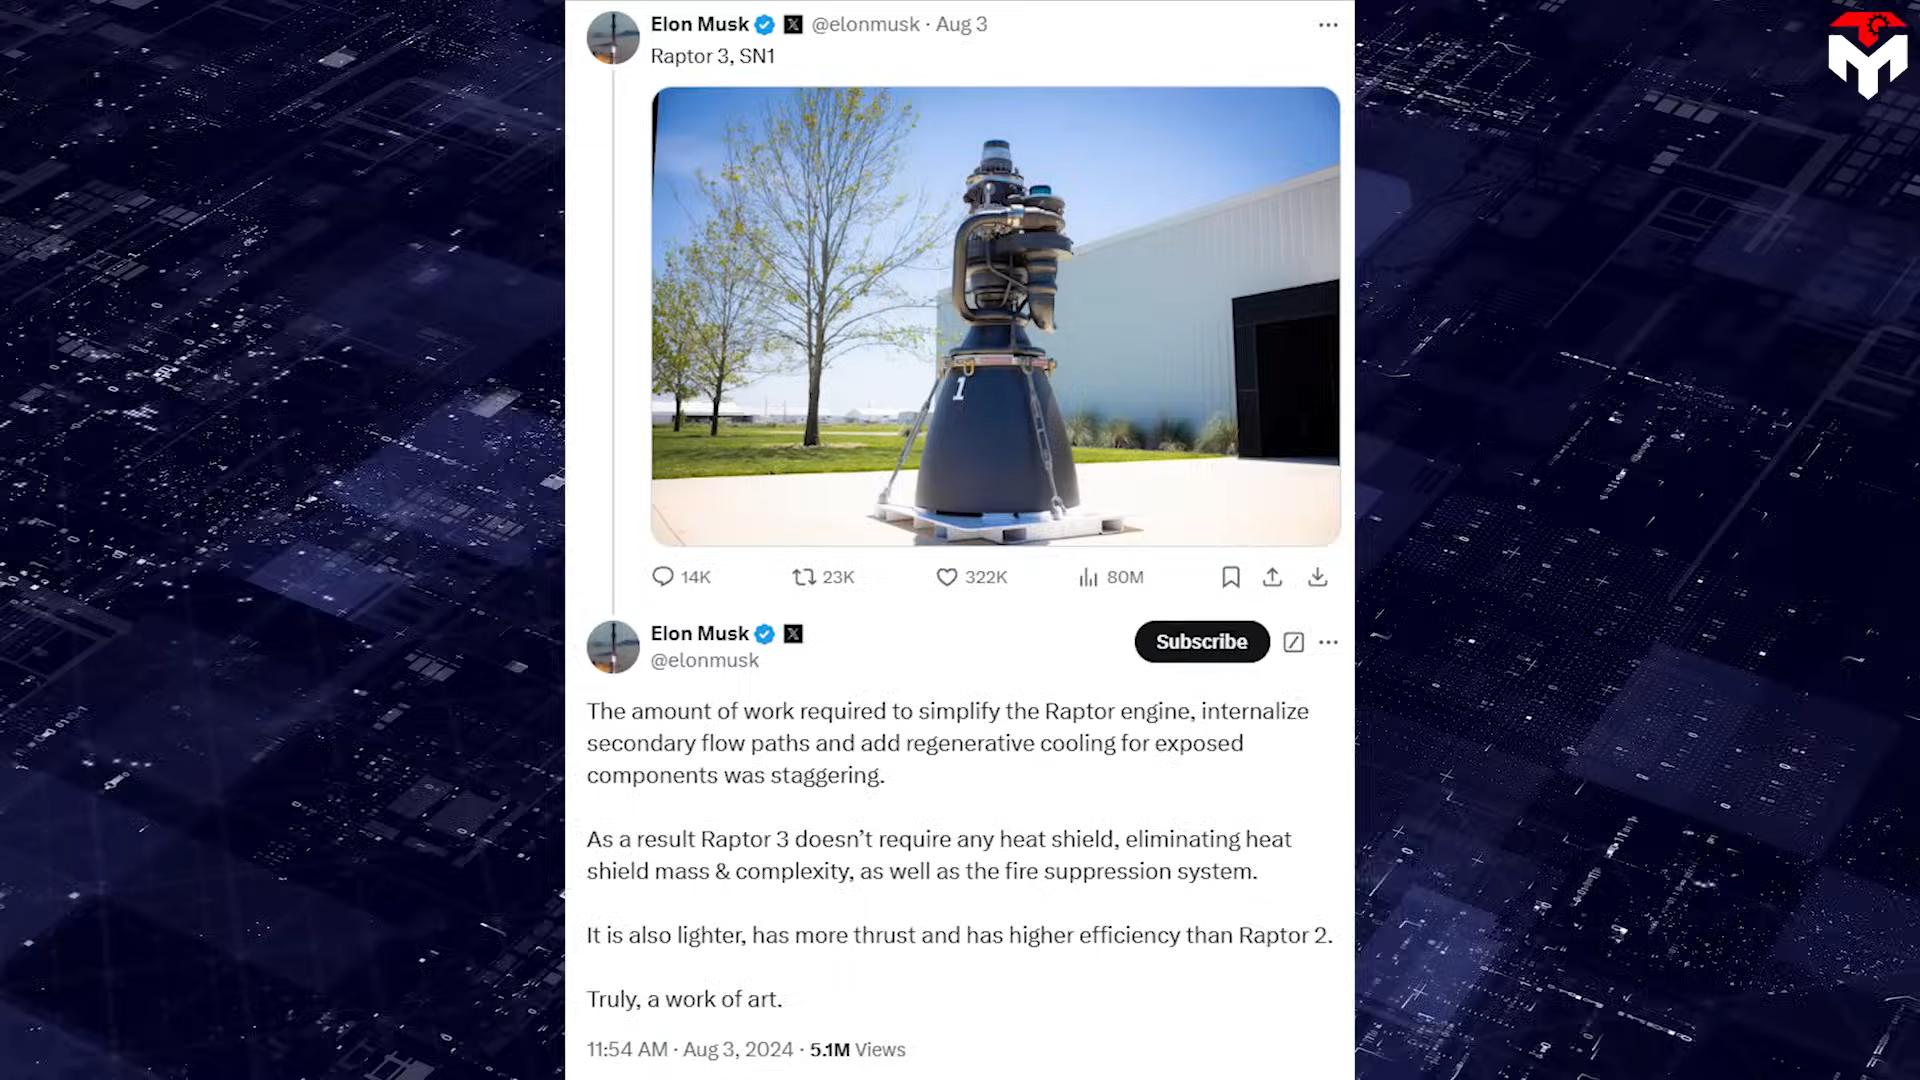 Elon Musk @elonmusk · Aug 3
Raptor 3, SN1
1
14K 23K 322K 80M
Elon Musk
@elonmusk
Subscribe
The amount of work required to simplify the Raptor engine, internalize
secondary flow paths and add regenerative cooling for exposed
components was staggering.
As a result Raptor 3 doesn’t require any heat shield, eliminating heat
shield mass & complexity, as well as the fire suppression system.
It is also lighter, has more thrust and has higher efficiency than Raptor 2.
Truly, a work of art.
11:54 AM · Aug 3, 2024 · 5.1M Views